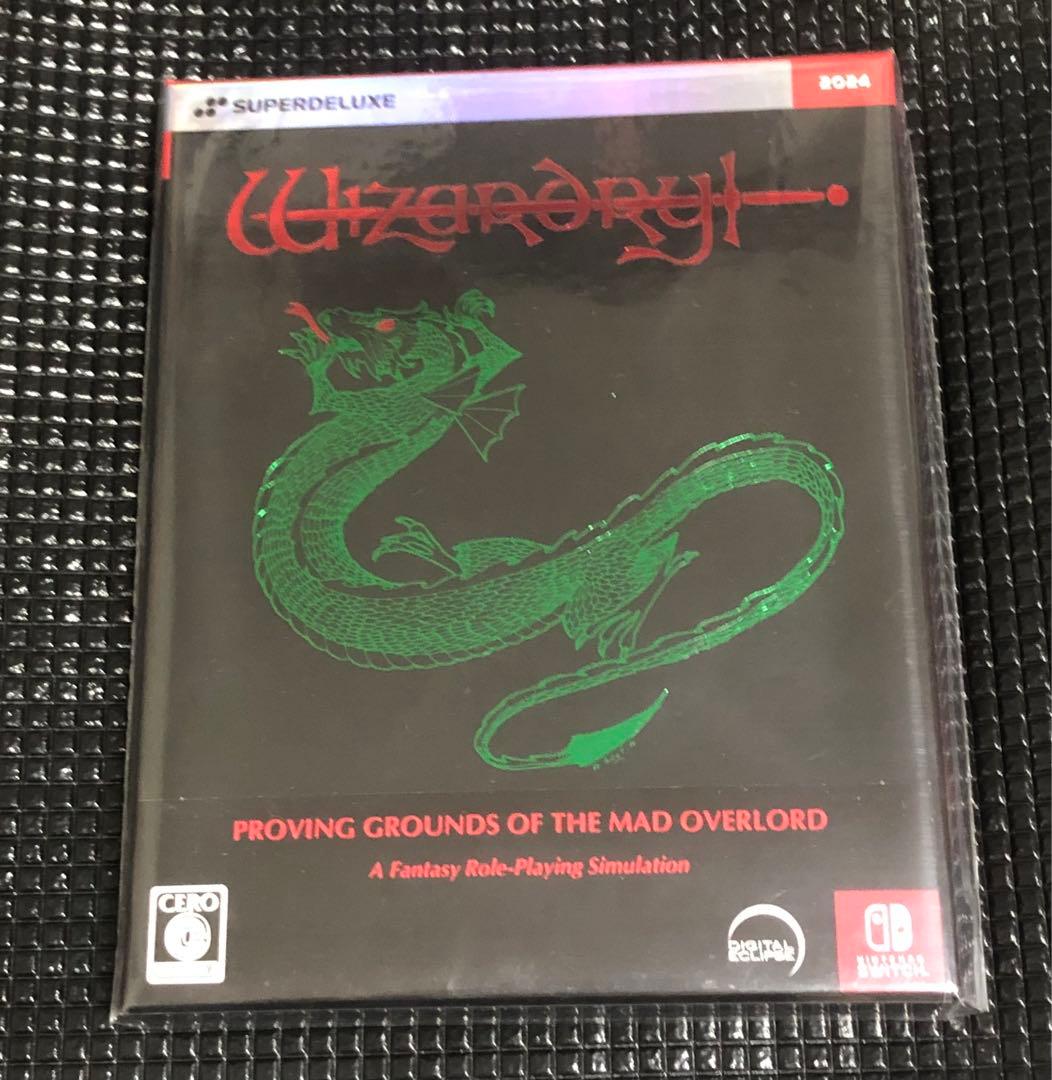 SUPERDELUXE
2024
Wizardry
PROVING GROUNDS OF THE MAD OVERLORD
A Fantasy Role-Playing Simulation
CERO
DIGITAL
ECLIPSE
NINTENDO
SWITCH